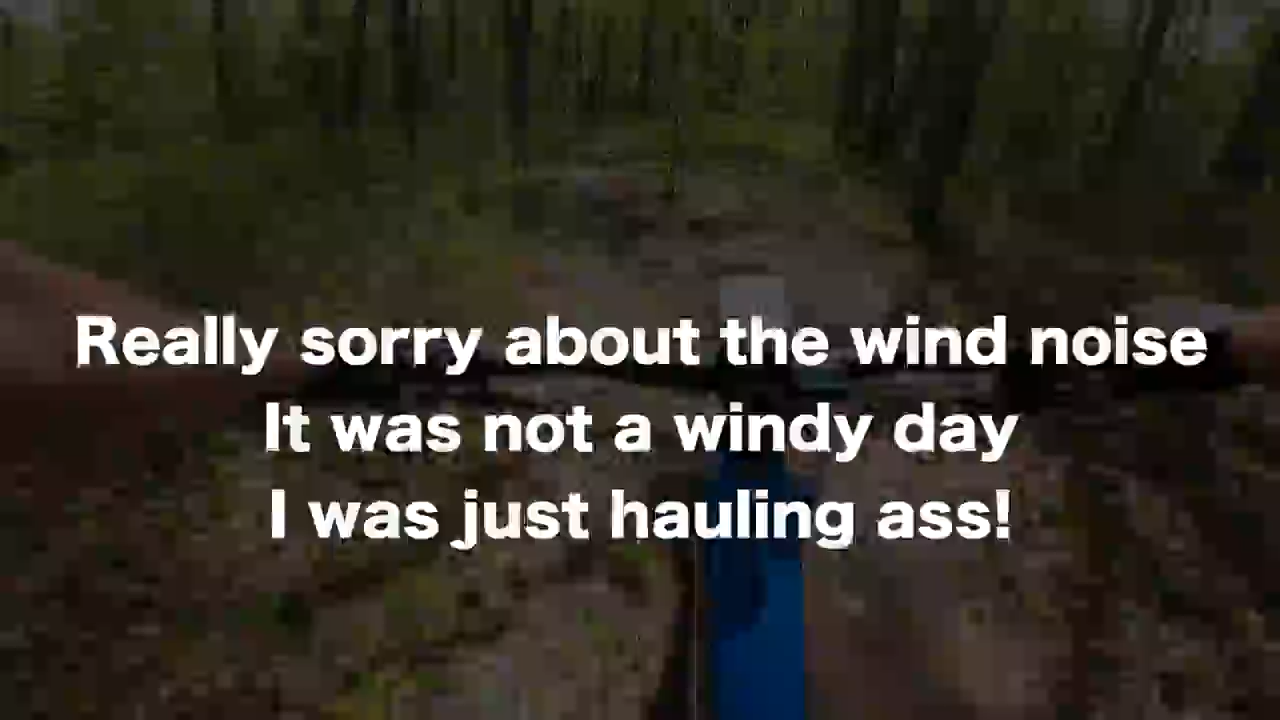 Really sorry about the wind noise
It was not a windy day
I was just hauling ass!